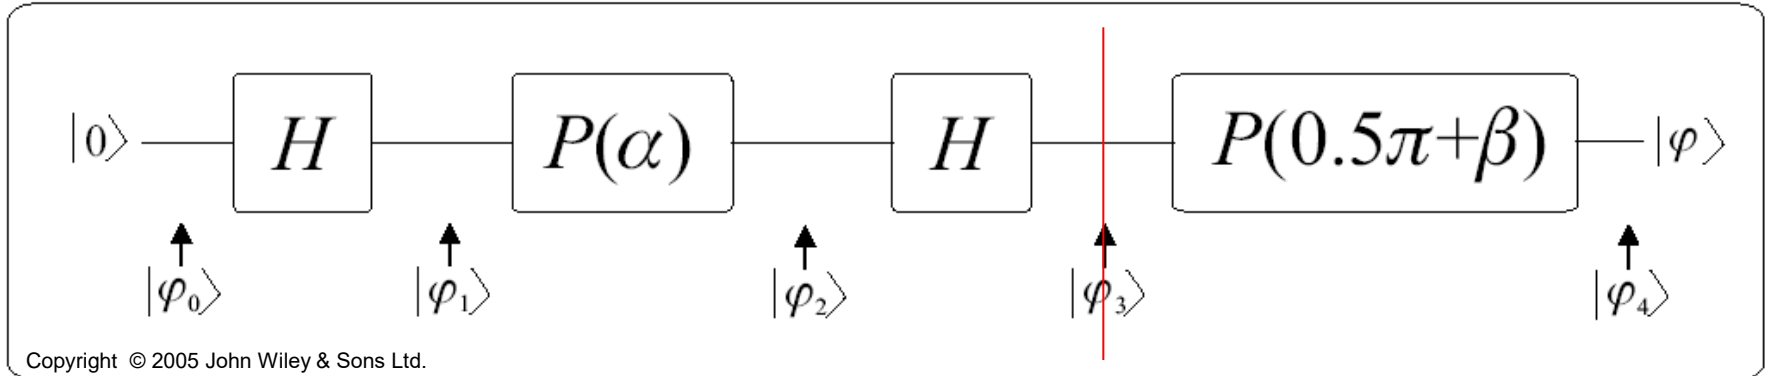 |0⟩ H P(α) H P(0.5π+β) |φ⟩
|φ₀⟩ |φ₁⟩ |φ₂⟩ |φ₃⟩ |φ₄⟩
Copyright © 2005 John Wiley & Sons Ltd.